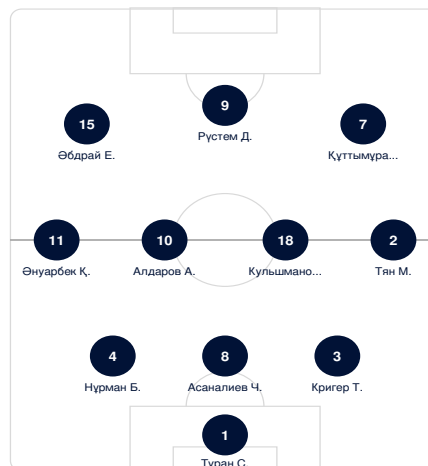 9
Рүстем Д.
15
Әбдрай Е.
7
Құттымұра...
11
Әнуарбек Қ.
10
Алдаров А.
18
Кульшмано...
2
Тян М.
4
Нұрман Б.
8
Асаналиев Ч.
3
Кригер Т.
1
Туран С